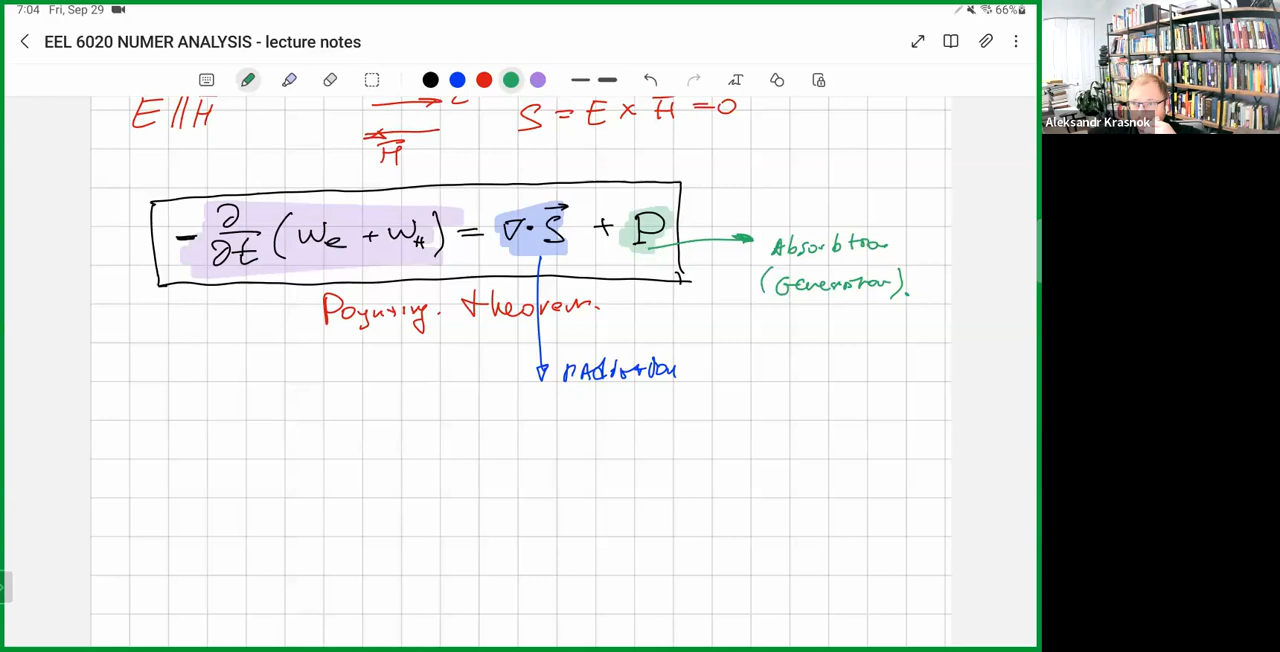 7:04 Fri, Sep 29
66%
EEL 6020 NUMER ANALYSIS - lecture notes
E // H̄
S = E × H̄ = 0
H̄
- ∂/∂t (We + WH) = ∇·S⃗ + P
Absorbtion
(Generation).
Poynting. theorem.
radiation
Aleksandr Krasnok